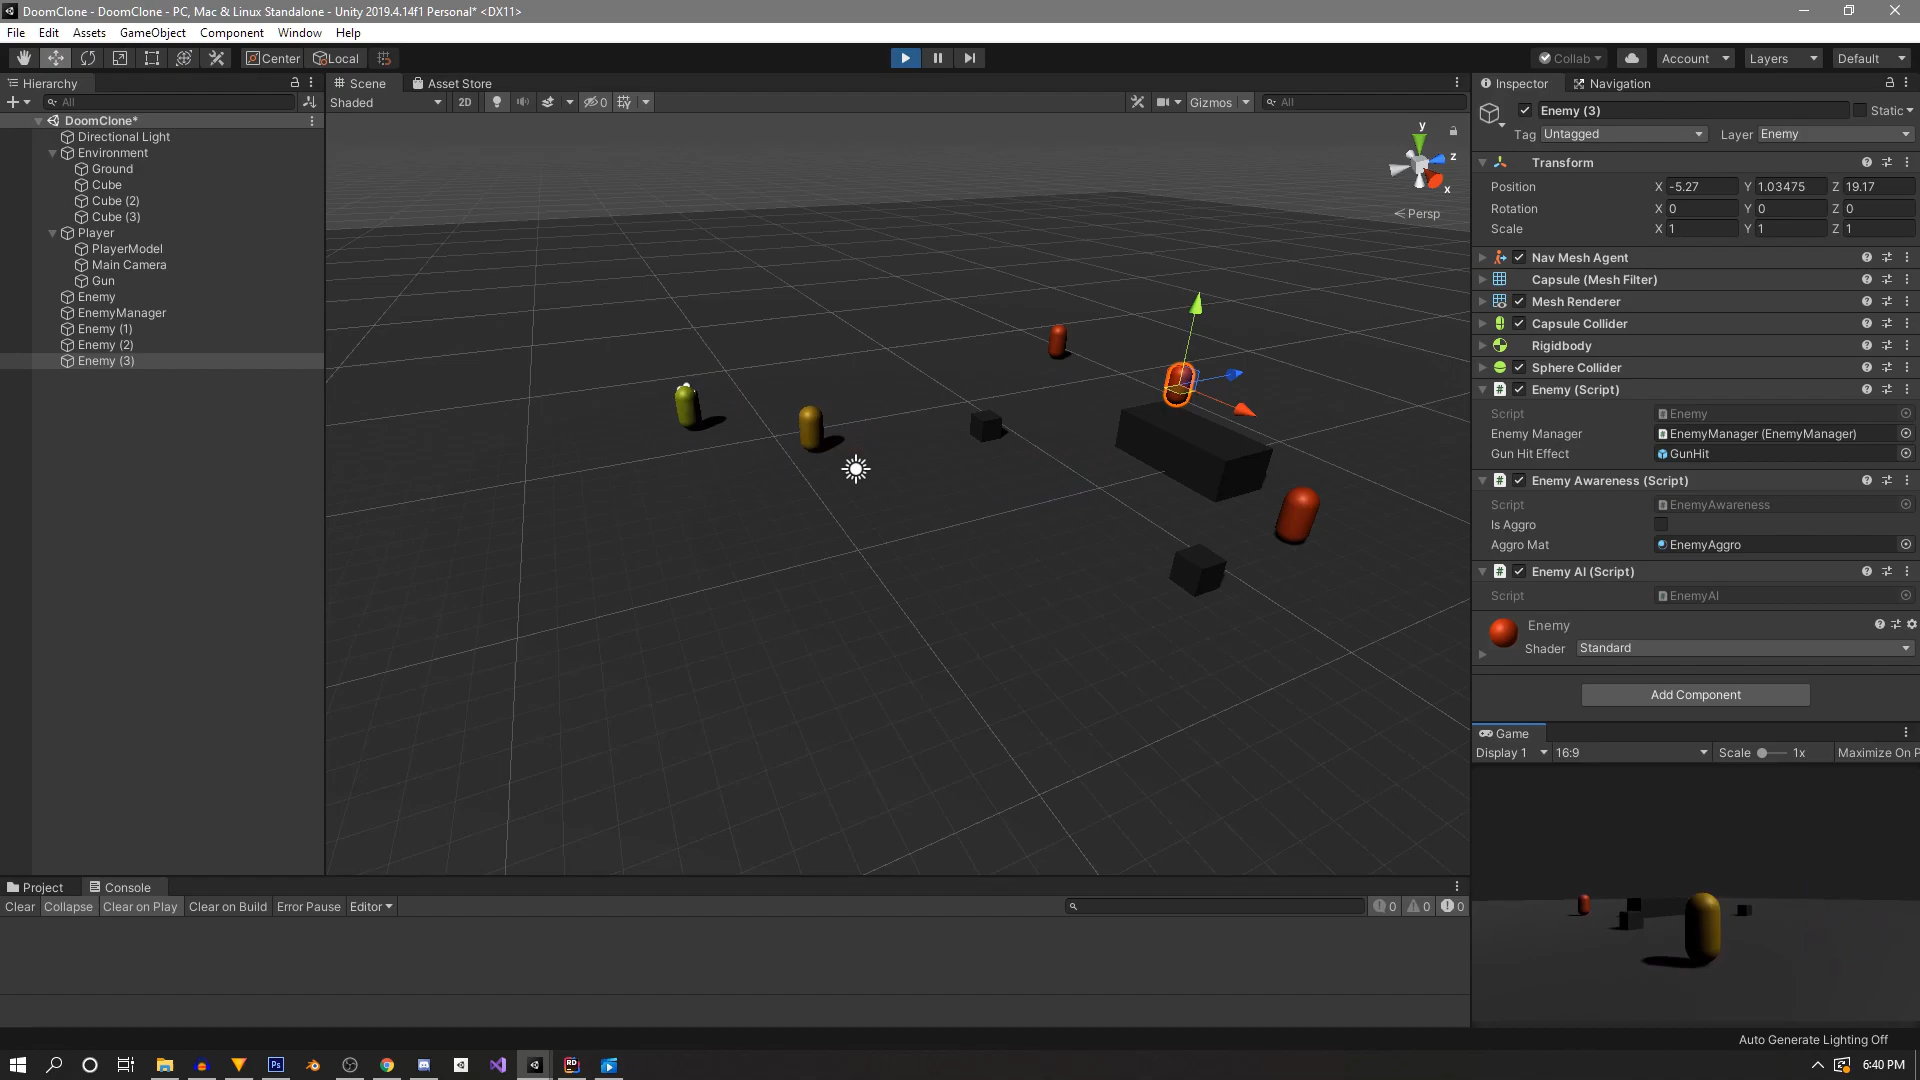 DoomClone - DoomClone - PC, Mac & Linux Standalone - Unity 2019.4.14f1 Personal* <DX11>
File Edit Assets GameObject Component Window Help
Center Local Collab Account Layers Default
Hierarchy
All
DoomClone*
Directional Light
Environment
Ground
Cube
Cube (2)
Cube (3)
Player
PlayerModel
Main Camera
Gun
Enemy
EnemyManager
Enemy (1)
Enemy (2)
Enemy (3)
Scene Asset Store
Shaded 2D 0 Gizmos All
y
z
x
Persp
Inspector Navigation
Enemy (3) Static
Tag Untagged Layer Enemy
Transform
Position X -5.27 Y 1.03475 Z 19.17
Rotation X 0 Y 0 Z 0
Scale X 1 Y 1 Z 1
Nav Mesh Agent
Capsule (Mesh Filter)
Mesh Renderer
Capsule Collider
Rigidbody
Sphere Collider
# Enemy (Script)
Script Enemy
Enemy Manager EnemyManager (EnemyManager)
Gun Hit Effect GunHit
# Enemy Awareness (Script)
Script EnemyAwareness
Is Aggro
Aggro Mat EnemyAggro
# Enemy AI (Script)
Script EnemyAI
Enemy
Shader Standard
Add Component
Game
Display 1 16:9 Scale 1x Maximize On P
Project Console
Clear Collapse Clear on Play Clear on Build Error Pause Editor 0 0 0
Auto Generate Lighting Off
Ps RD 6:40 PM